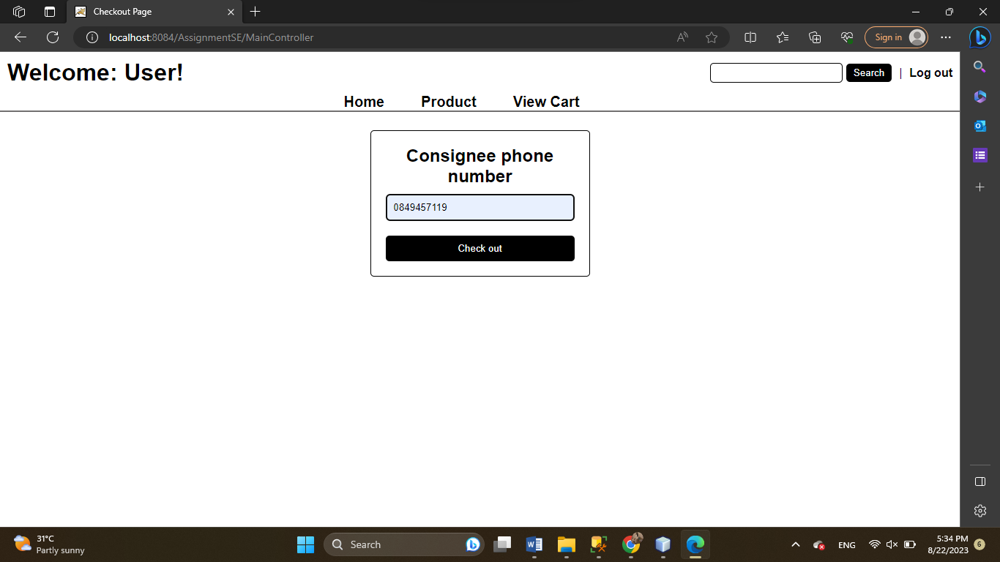 Checkout Page
localhost:8084/AssignmentSE/MainController
Sign in
Welcome: User!
Search
| Log out
Home Product View Cart
Consignee phone
number
0849457119
Check out
31°C
Partly sunny
Search
ENG
5:34 PM
8/22/2023
6